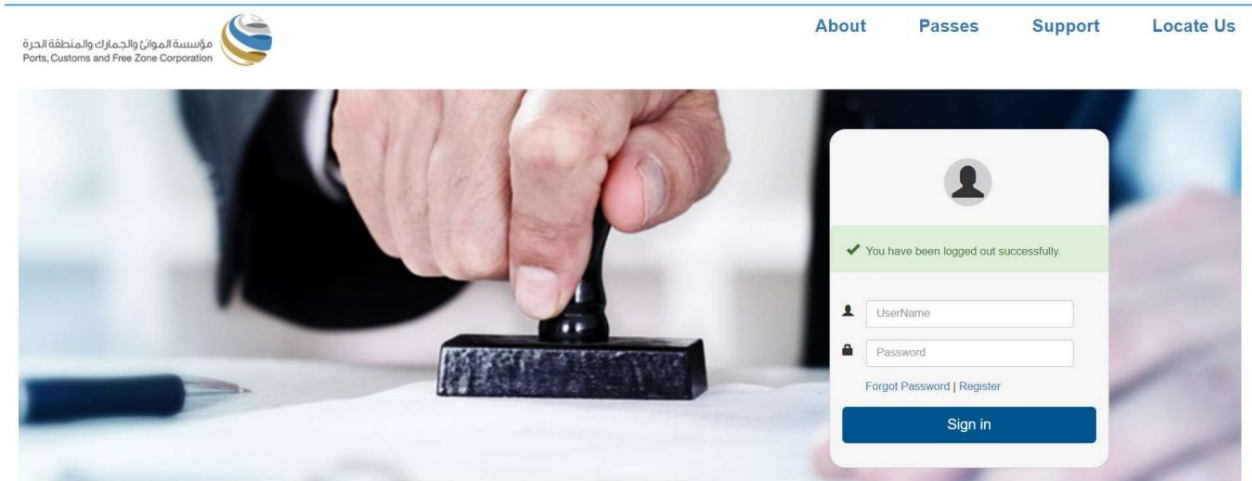 مؤسسة الموانئ والجمارك والمنطقة الحرة
Ports, Customs and Free Zone Corporation
About Passes Support Locate Us
You have been logged out successfully.
UserName
Password
Forgot Password | Register
Sign in